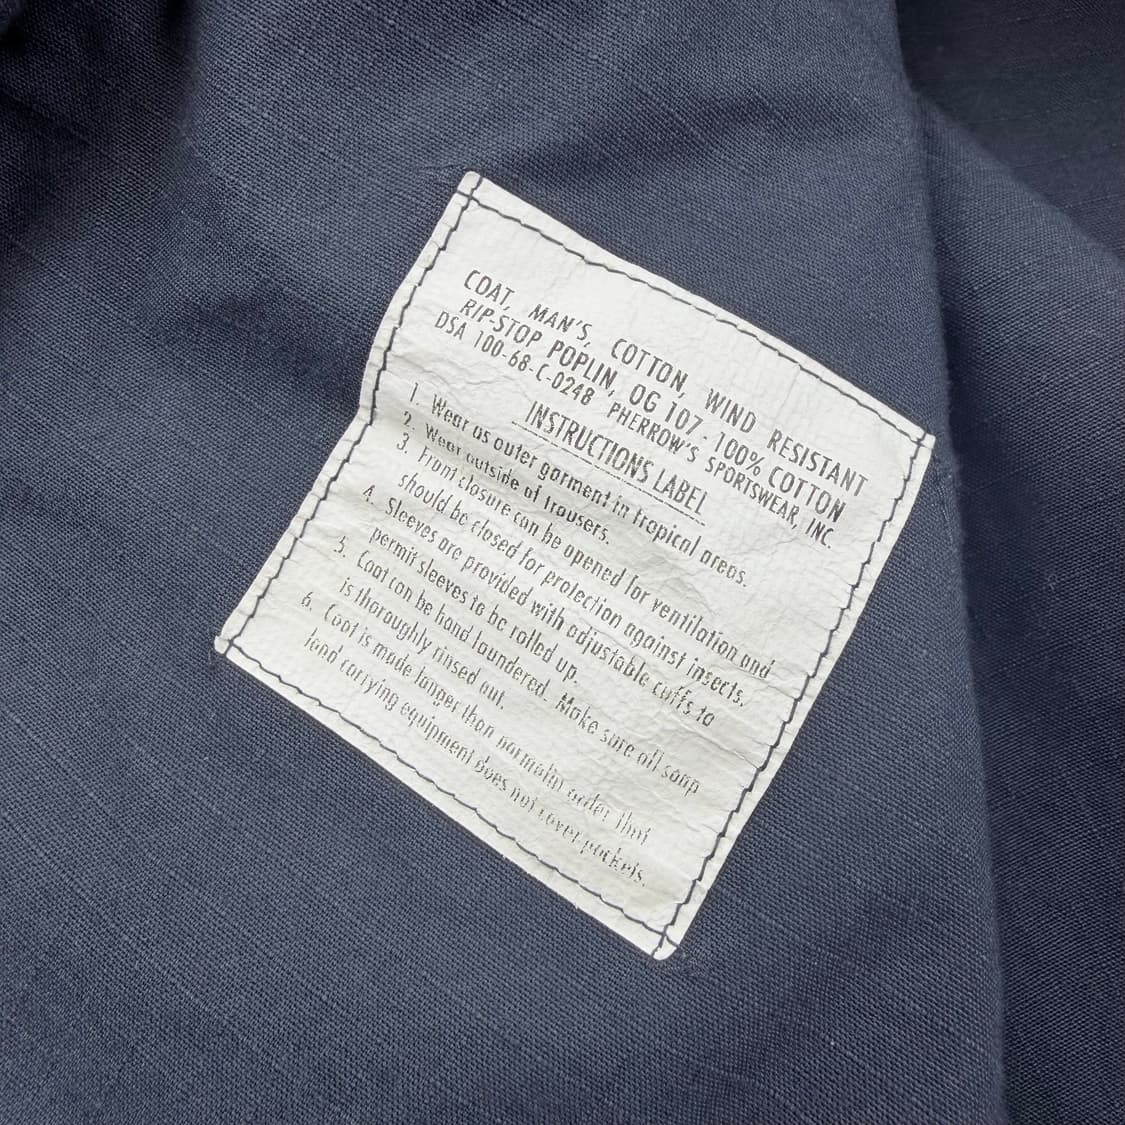 COAT, MAN'S, COTTON, WIND RESISTANT
RIP-STOP POPLIN, OG 107 - 100% COTTON
DSA 100-68-C-0248 PHERROW'S SPORTSWEAR, INC.
INSTRUCTIONS LABEL
1. Wear as outer garment in tropical areas.
2. Wear outside of trousers.
3. Front closure can be opened for ventilation and
should be closed for protection against insects.
4. Sleeves are provided with adjustable cuffs to
permit sleeves to be rolled up.
5. Coat can be hand laundered. Make sure all soap
is thoroughly rinsed out.
6. Coat is made longer than normal in order that
load carrying equipment does not cover pockets.